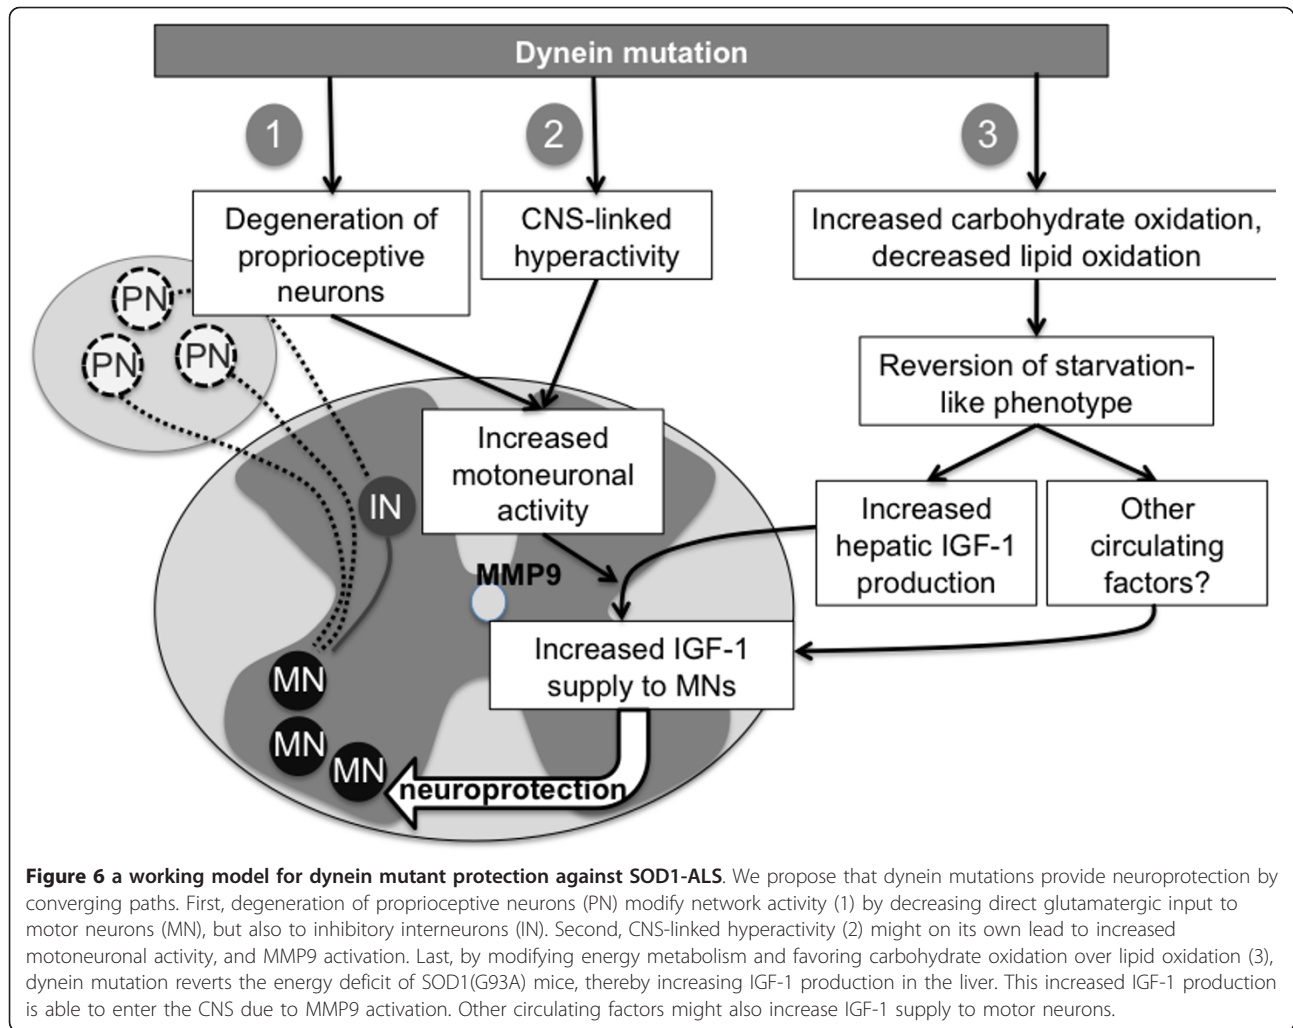 Dynein mutation
1
2
3
Degeneration of
proprioceptive
neurons
CNS-linked
hyperactivity
Increased carbohydrate oxidation,
decreased lipid oxidation
PN
PN
PN
Reversion of starvation-
like phenotype
Increased
motoneuronal
activity
IN
Increased
hepatic IGF-1
production
Other
circulating
factors?
MMP9
Increased IGF-1
supply to MNs
MN
MN
MN
neuroprotection
Figure 6 a working model for dynein mutant protection against SOD1-ALS. We propose that dynein mutations provide neuroprotection by
converging paths. First, degeneration of proprioceptive neurons (PN) modify network activity (1) by decreasing direct glutamatergic input to
motor neurons (MN), but also to inhibitory interneurons (IN). Second, CNS-linked hyperactivity (2) might on its own lead to increased
motoneuronal activity, and MMP9 activation. Last, by modifying energy metabolism and favoring carbohydrate oxidation over lipid oxidation (3),
dynein mutation reverts the energy deficit of SOD1(G93A) mice, thereby increasing IGF-1 production in the liver. This increased IGF-1 production
is able to enter the CNS due to MMP9 activation. Other circulating factors might also increase IGF-1 supply to motor neurons.